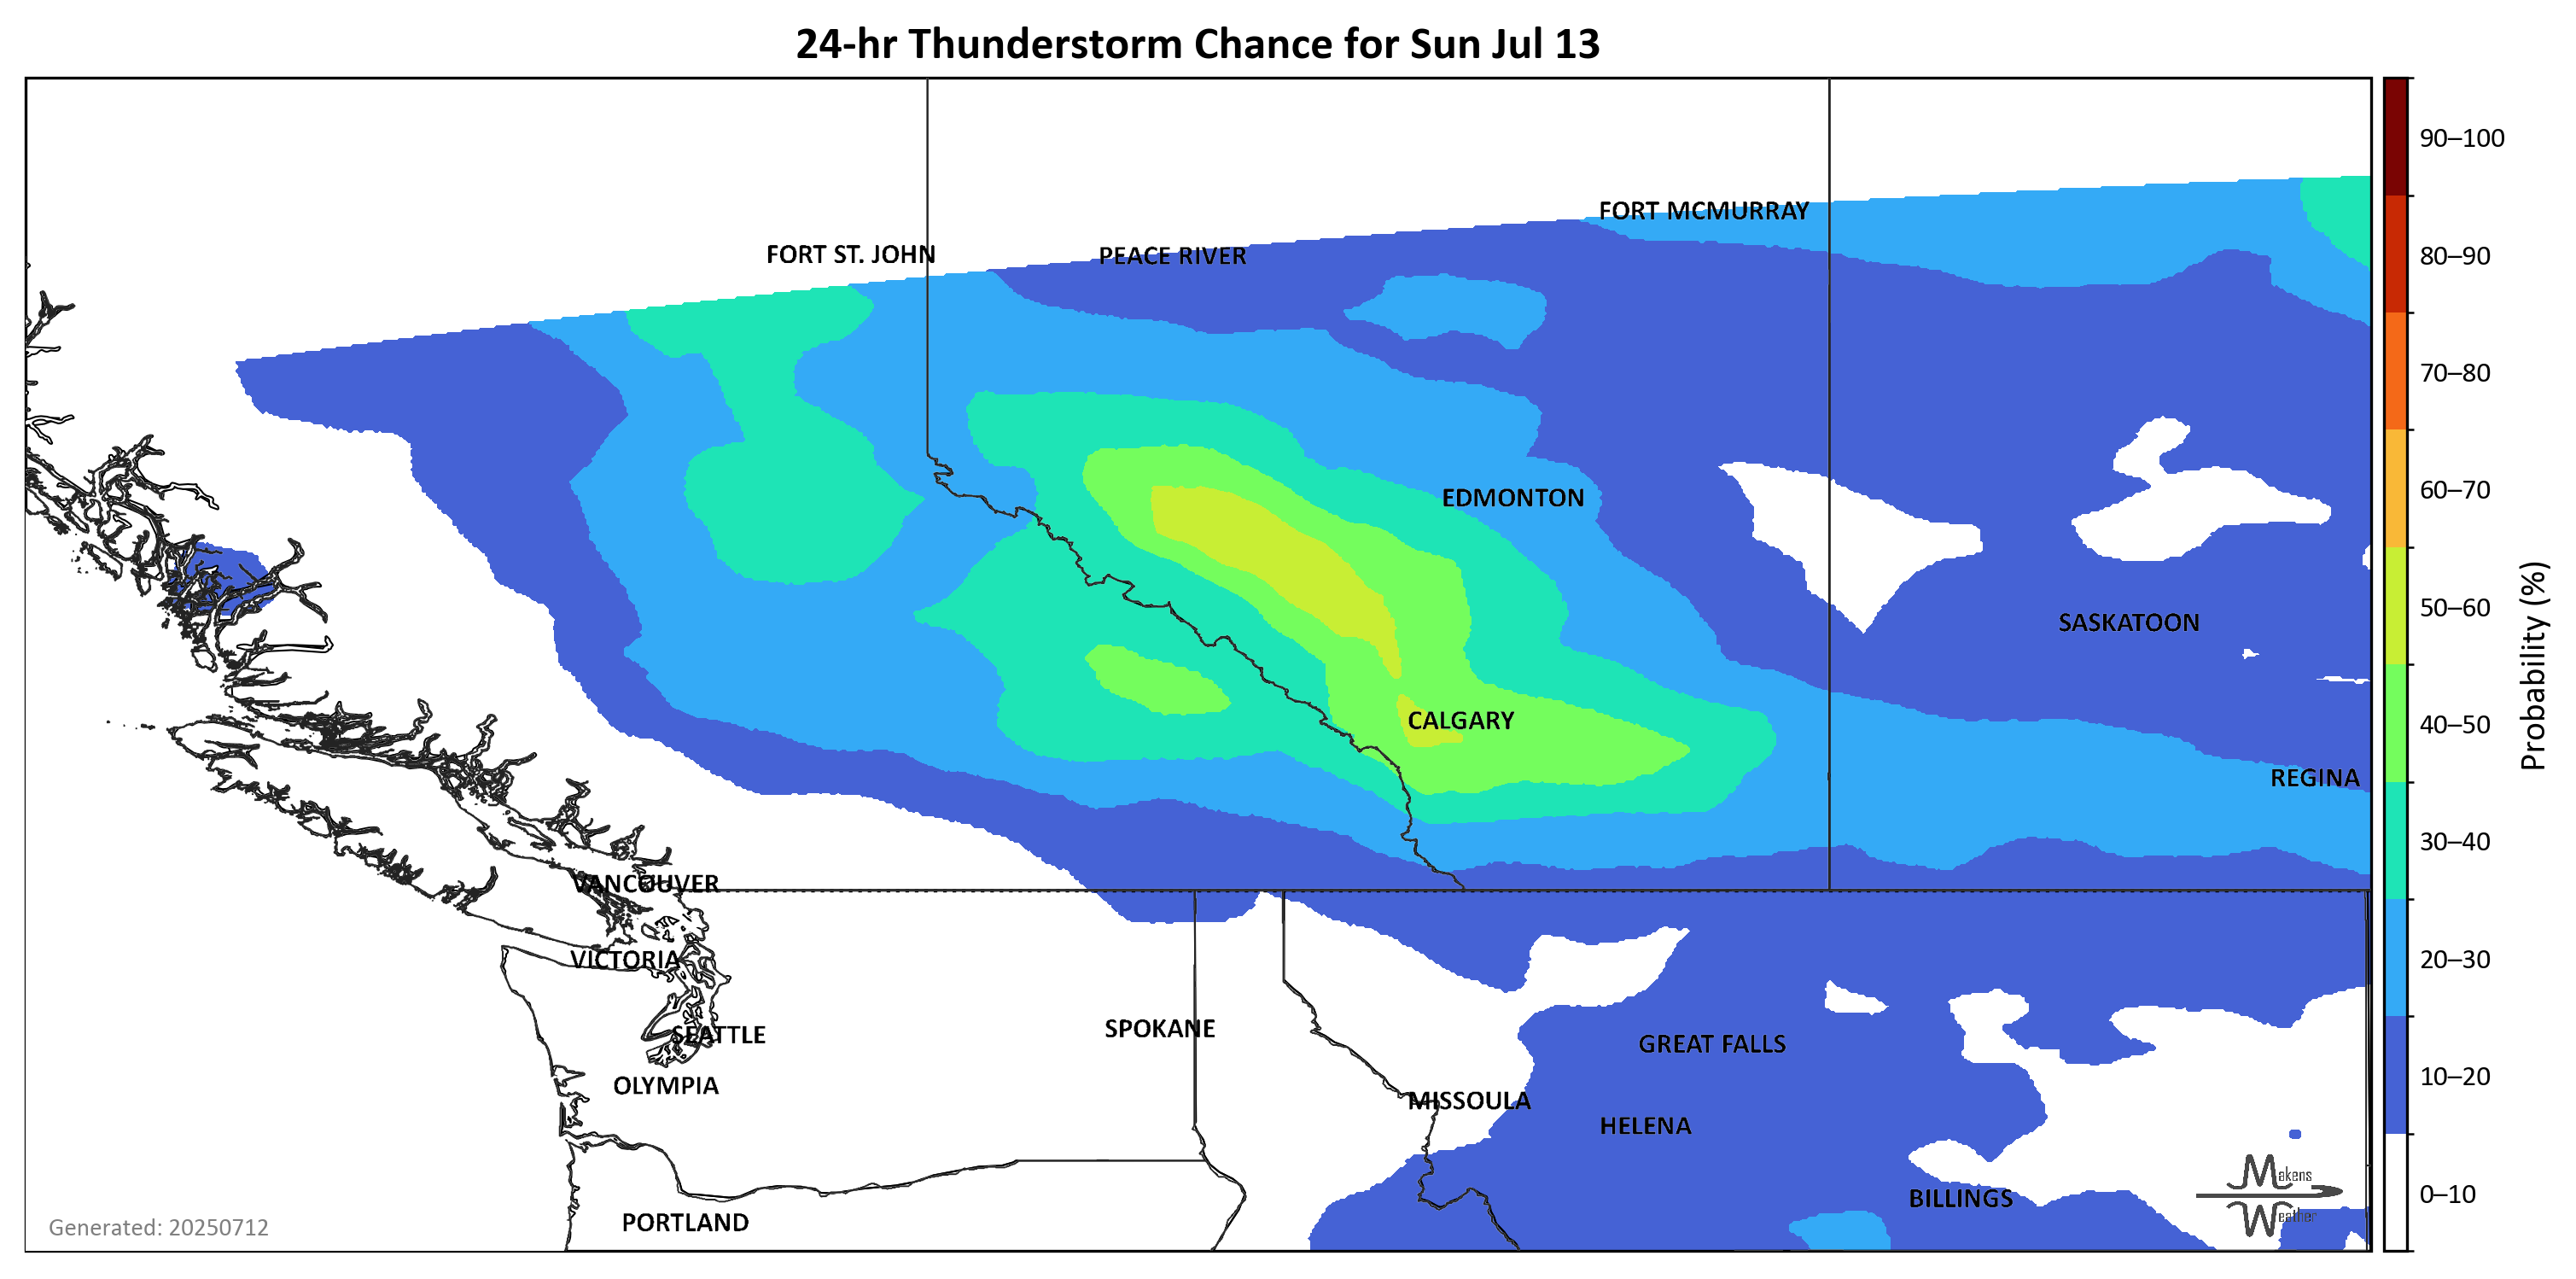 24-hr Thunderstorm Chance for Sun Jul 13
90–100
FORT MCMURRAY
FORT ST. JOHN
PEACE RIVER
80–90
70–80
60–70
EDMONTON
50–60
SASKATOON
Probability (%)
CALGARY
40–50
REGINA
30–40
VANCOUVER
VICTORIA
20–30
SPOKANE
SEATTLE
GREAT FALLS
OLYMPIA
10–20
MISSOULA
HELENA
Makens
Weather
BILLINGS
0–10
PORTLAND
Generated: 20250712